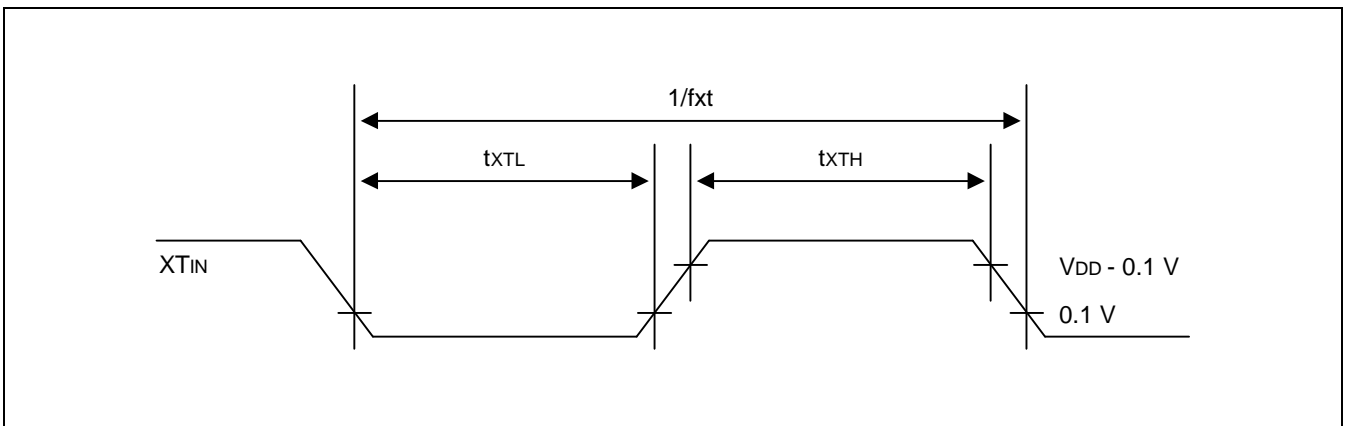 1/fxt
tXTL
tXTH
XTIN
VDD - 0.1 V
0.1 V